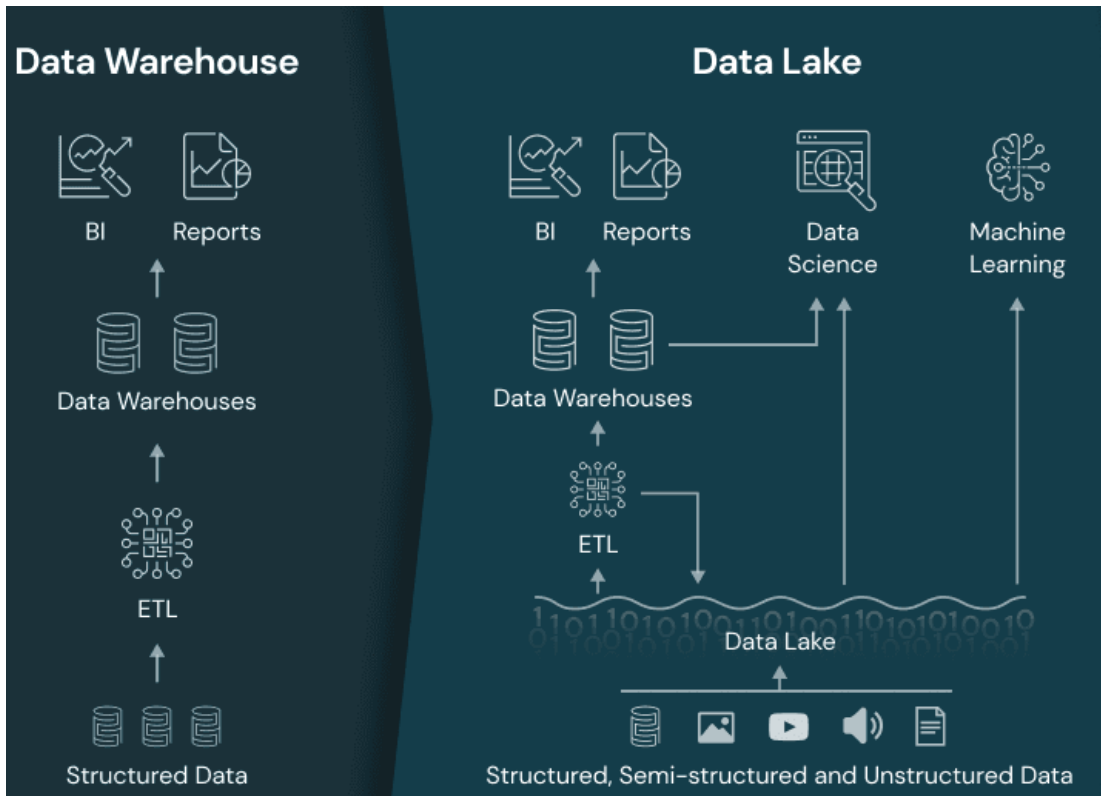 Data Warehouse
BI
Reports
Data Warehouses
ETL
Structured Data
Data Lake
BI
Reports
Data
Science
Machine
Learning
Data Warehouses
ETL
Data Lake
Structured, Semi-structured and Unstructured Data